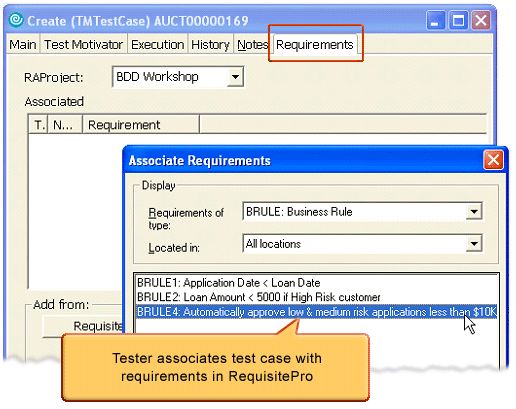 Create (TMTestCase) AUCT00000169
Main Test Motivator Execution History Notes Requirements
RAProject: BDD Workshop
Associated
T. N... Requirement
Associate Requirements
Display
Requirements of type: BRULE: Business Rule
Located in: All locations
BRULE1: Application Date < Loan Date
BRULE2: Loan Amount < 5000 if High Risk customer
BRULE4: Automatically approve low & medium risk applications less than $10K
Add from:
Requisite
Tester associates test case with
requirements in RequisitePro